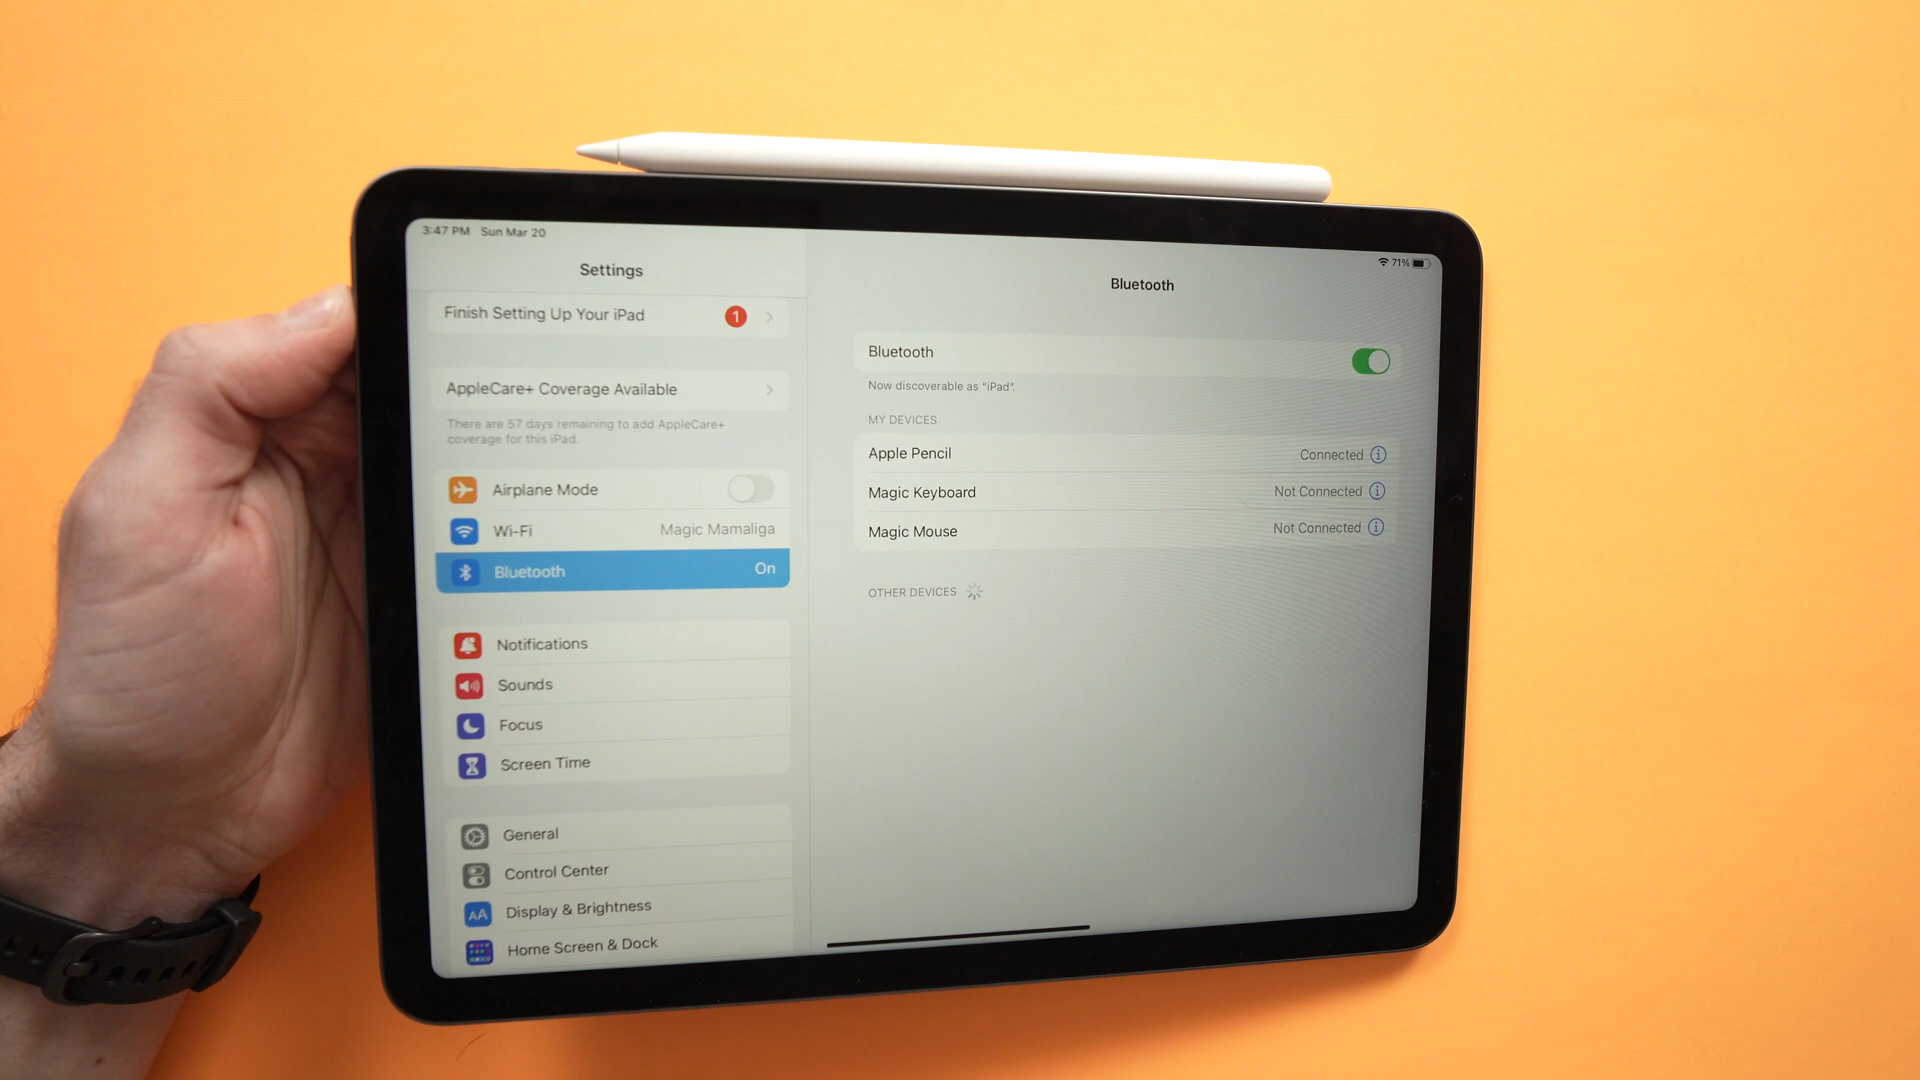 3:47 PM Sun Mar 20
71%
Settings
Finish Setting Up Your iPad 1
AppleCare+ Coverage Available
There are 57 days remaining to add AppleCare+
coverage for this iPad.
Airplane Mode
Wi-Fi Magic Mamaliga
Bluetooth On
Notifications
Sounds
Focus
Screen Time
General
Control Center
AA Display & Brightness
Home Screen & Dock
Bluetooth
Bluetooth
Now discoverable as “iPad”.
MY DEVICES
Apple Pencil Connected
Magic Keyboard Not Connected
Magic Mouse Not Connected
OTHER DEVICES